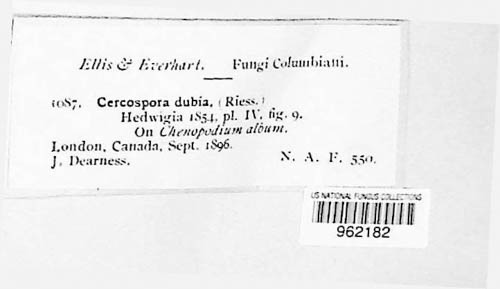 Ellis & Everhart. Fungi Columbiani.
1087. Cercospora dubia, (Riess.)
Hedwigia 1854, pl. IV, fig. 9.
On Chenopodium album.
London, Canada, Sept. 1896.
J. Dearness. N. A. F. 550.
US NATIONAL FUNGUS COLLECTIONS
962182